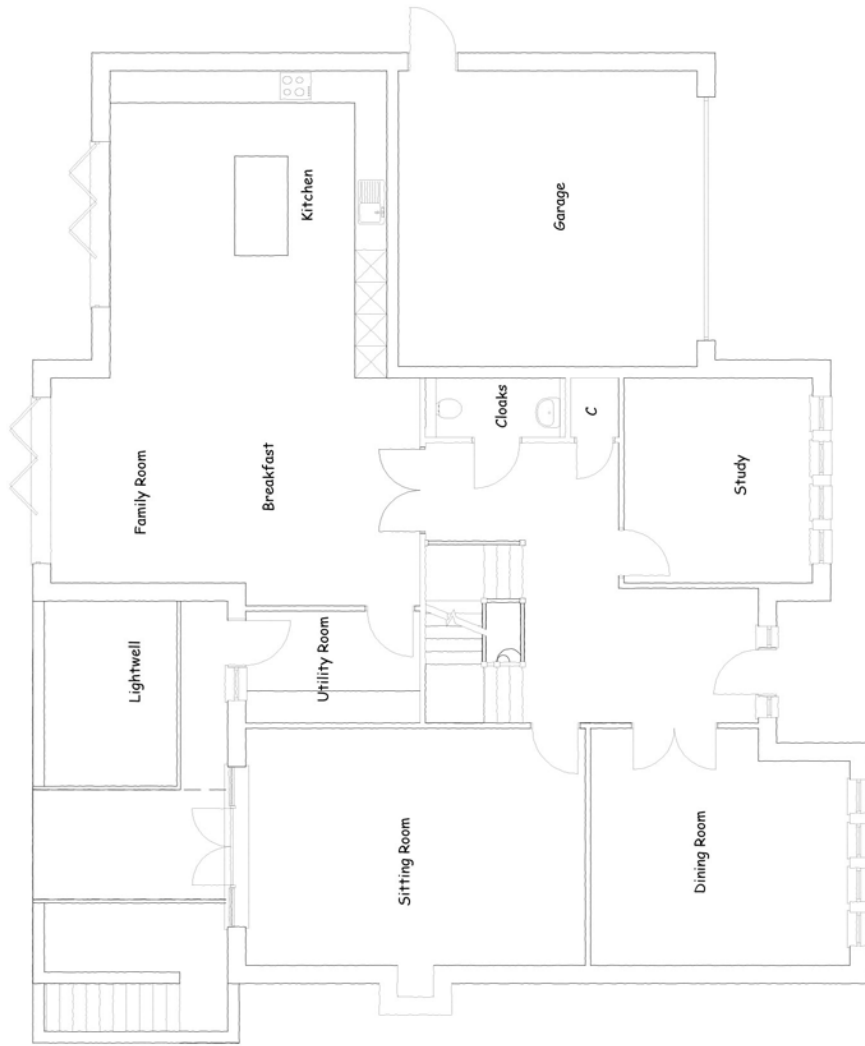 Kitchen
Garage
Cloaks
C
Study
Family Room
Breakfast
Lightwell
Utility Room
Sitting Room
Dining Room